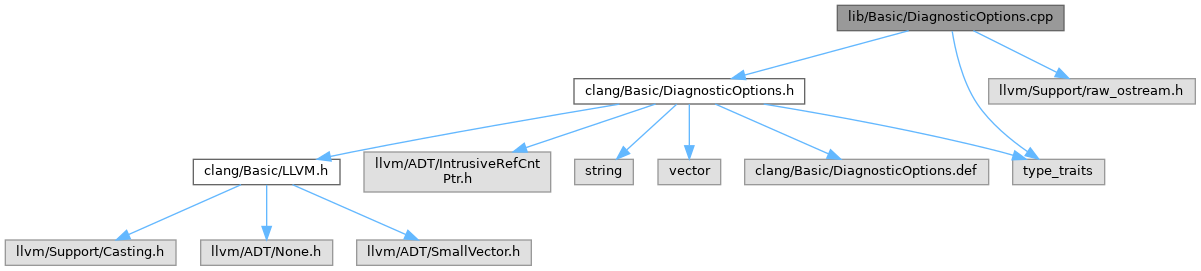 lib/Basic/DiagnosticOptions.cpp
clang/Basic/DiagnosticOptions.h
llvm/Support/raw_ostream.h
clang/Basic/LLVM.h
llvm/ADT/IntrusiveRefCnt
Ptr.h
string
vector
clang/Basic/DiagnosticOptions.def
type_traits
llvm/Support/Casting.h
llvm/ADT/None.h
llvm/ADT/SmallVector.h